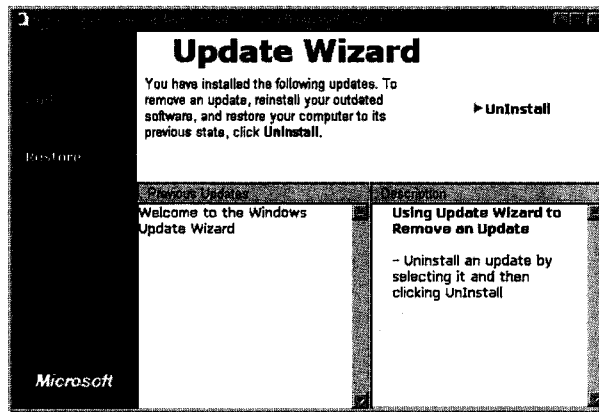 Update Wizard
You have installed the following updates. To
remove an update, reinstall your outdated
software, and restore your computer to its
previous state, click UnInstall.
UnInstall
Restore
Previous Updates
Welcome to the Windows
Update Wizard
Description
Using Update Wizard to
Remove an Update
- Uninstall an update by
selecting it and then
clicking UnInstall
Microsoft